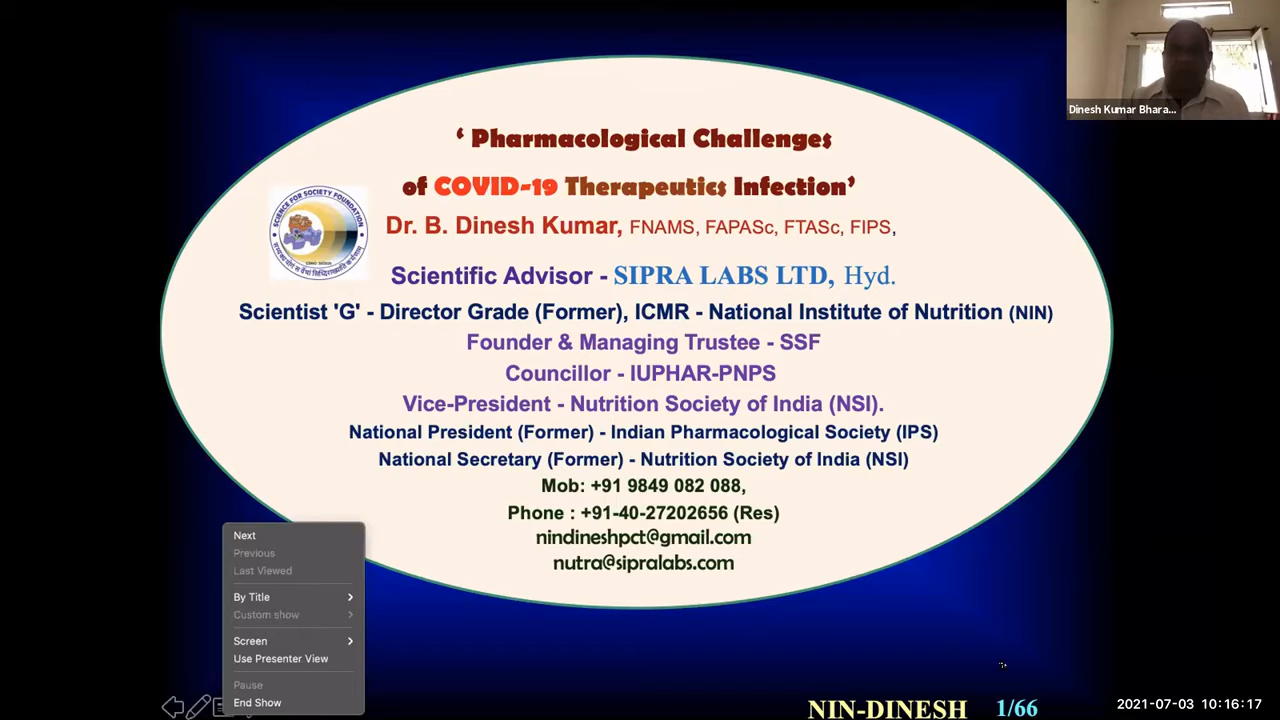 ‘ Pharmacological Challenges
of COVID-19 Therapeutics Infection’
Dr. B. Dinesh Kumar, FNAMS, FAPASc, FTASc, FIPS,
Scientific Advisor - SIPRA LABS LTD, Hyd.
Scientist 'G' - Director Grade (Former), ICMR - National Institute of Nutrition (NIN)
Founder & Managing Trustee - SSF
Councillor - IUPHAR-PNPS
Vice-President - Nutrition Society of India (NSI).
National President (Former) - Indian Pharmacological Society (IPS)
National Secretary (Former) - Nutrition Society of India (NSI)
Mob: +91 9849 082 088,
Phone : +91-40-27202656 (Res)
nindineshpct@gmail.com
nutra@sipralabs.com
SCIENCE FOR SOCIETY FOUNDATION
Dinesh Kumar Bhara...
Next
Previous
Last Viewed
By Title
Custom show
Screen
Use Presenter View
Pause
End Show
NIN-DINESH 1/66
2021-07-03 10:16:17